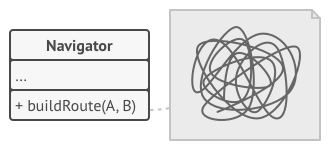 Navigator
...
+ buildRoute(A, B)